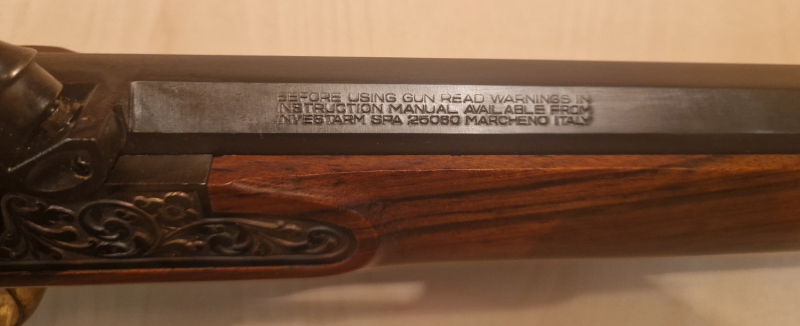 BEFORE USING GUN READ WARNINGS IN
INSTRUCTION MANUAL AVAILABLE FROM
INVESTARM SPA 25060 MARCHENO ITALY